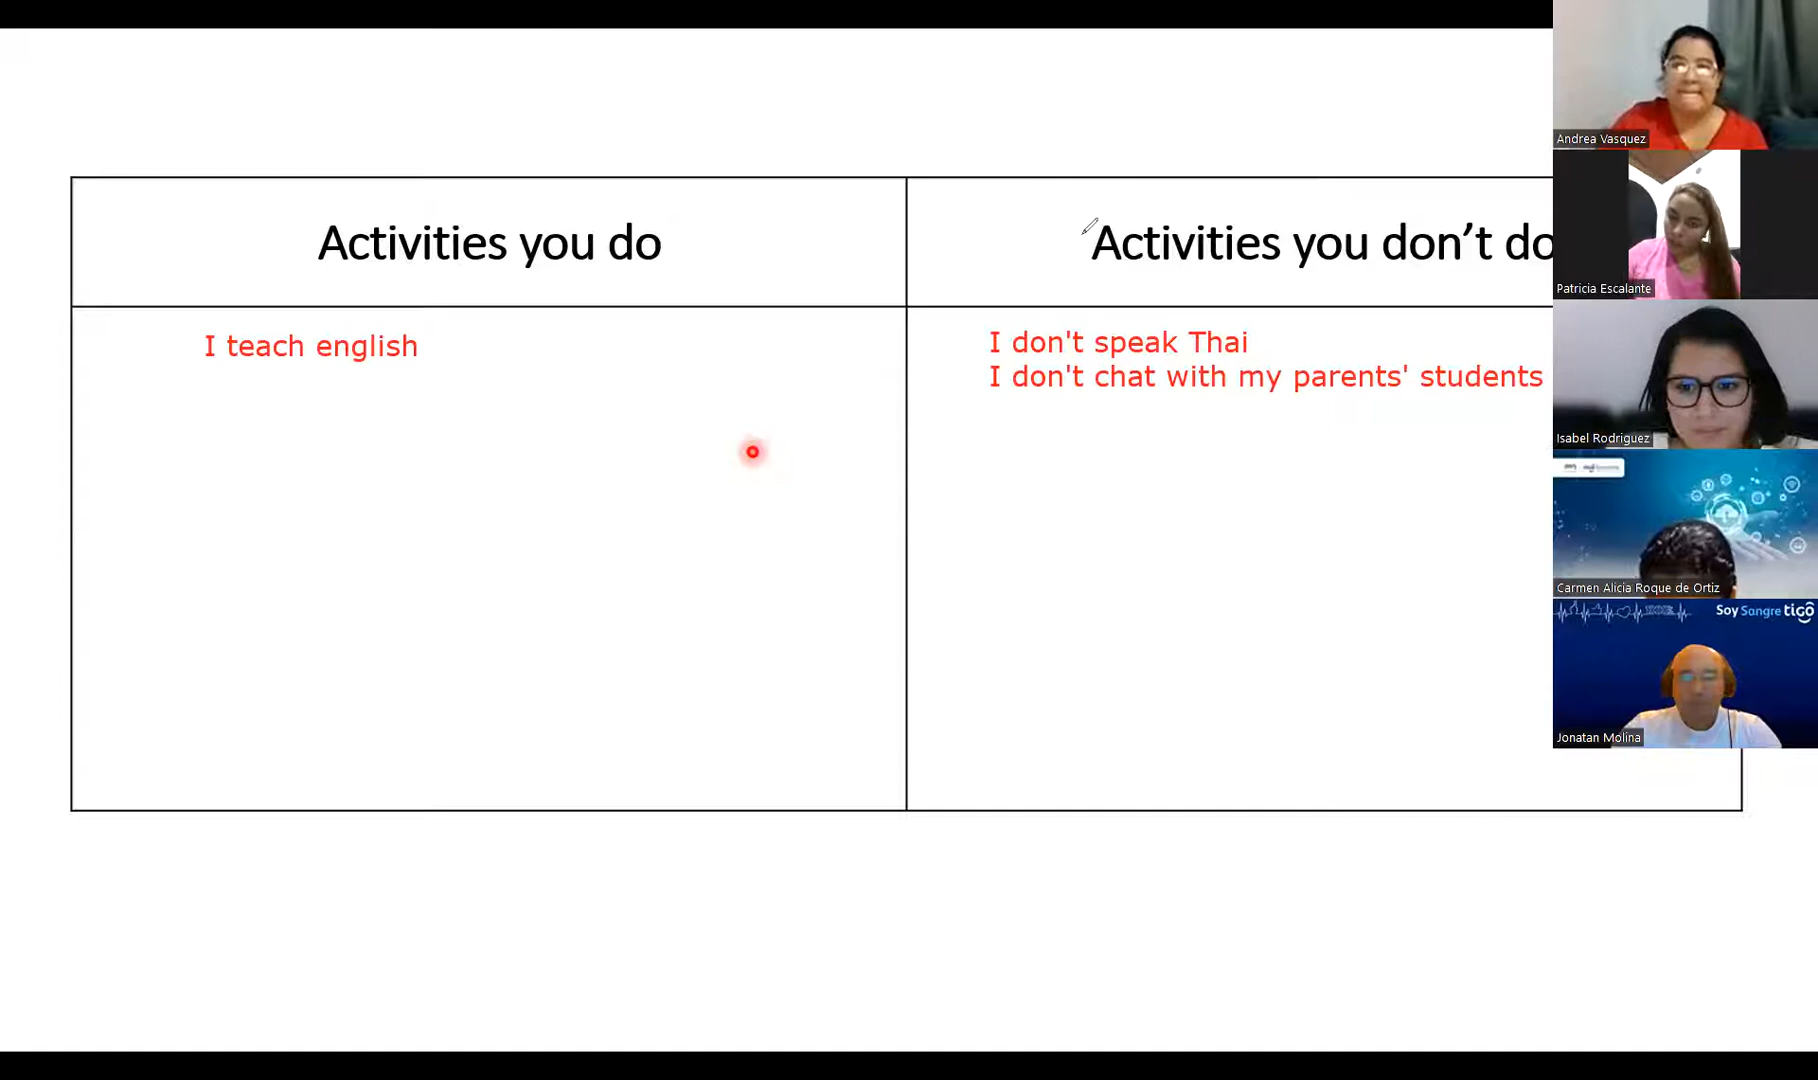 Activities you do
Activities you don't do
I teach english
I don't speak Thai
I don't chat with my parents' students
Andrea Vasquez
Patricia Escalante
Isabel Rodriguez
Carmen Alicia Roque de Ortiz
Soy Sangre tigo
Jonatan Molina